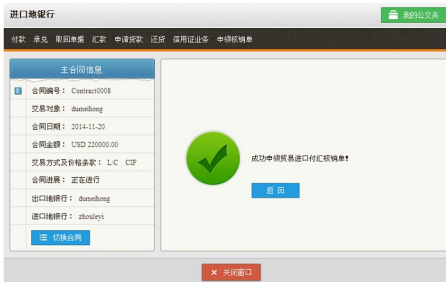 进口地银行
我的公文夹
付款 承兑 取回单据 汇款 申请贷款 还贷 信用证业务 申领核销单
主合同信息
合同编号： Contract0008
交易对象： dumeihong
合同日期： 2014-11-20
合同金额： USD 220000.00
交易方式及价格条款： L/C CIF
合同进展： 正在进行
出口地银行： dumeihong
进口地银行： zhouleyi
切换合同
成功申领贸易进口付汇核销单！
返 回
关闭窗口